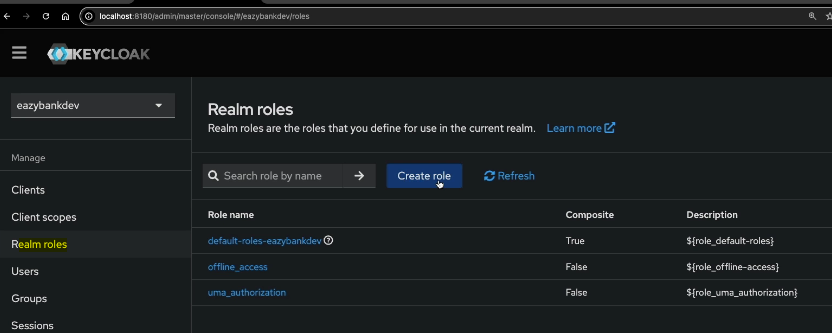 localhost:8180/admin/master/console/#/eazybankdev/roles
KEYCLOAK
eazybankdev
Manage
Clients
Client scopes
Realm roles
Users
Groups
Sessions
Realm roles
Realm roles are the roles that you define for use in the current realm. Learn more
Search role by name Create role Refresh
Role name Composite Description
default-roles-eazybankdev True ${role_default-roles}
offline_access False ${role_offline-access}
uma_authorization False ${role_uma_authorization}